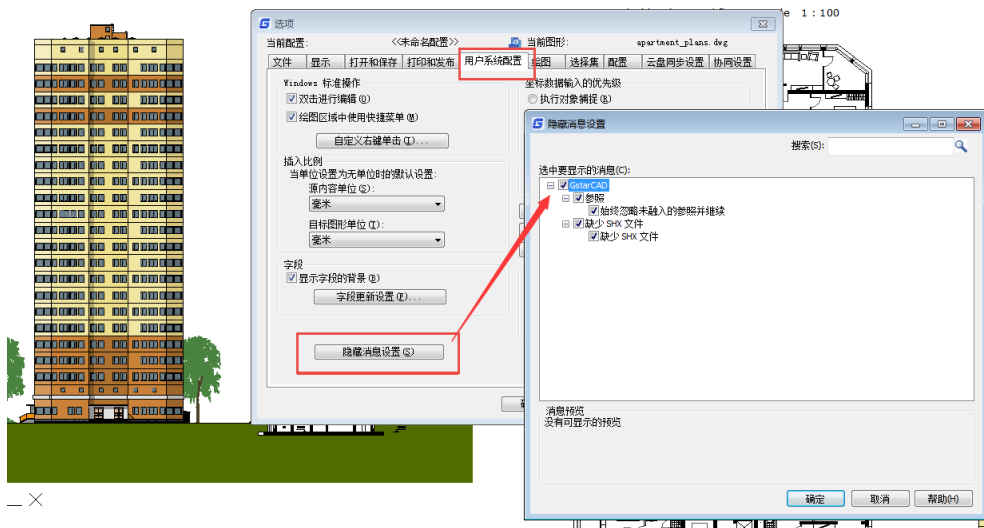 1:100
选项
当前配置:
<<未命名配置>>
当前图形:
apartment_plans.dwg
文件
显示
打开和保存
打印和发布
用户系统配置
绘图
选择集
配置
云盘同步设置
协同设置
Windows 标准操作
双击进行编辑(O)
绘图区域中使用快捷菜单(M)
自定义右键单击(I)...
插入比例
当单位设置为无单位时的默认设置:
源内容单位(S):
毫米
目标图形单位(T):
毫米
字段
显示字段的背景(B)
字段更新设置(F)...
隐藏消息设置(S)
坐标数据输入的优先级
执行对象捕捉(R)
隐藏消息设置
搜索(S):
选中要显示的消息(C):
GstarCAD
参照
始终忽略未融入的参照并继续
缺少 SHX 文件
缺少 SHX 文件
消息预览
没有可显示的预览
确定
取消
帮助(H)